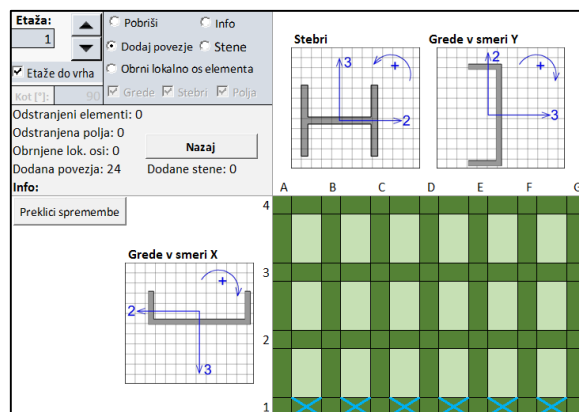 Etaža:
1
Etaže do vrha
Kot [°]: 90
Pobriši
Info
Dodaj povezje
Stene
Obrni lokalno os elementa
Grede
Stebri
Polja
Odstranjeni elementi: 0
Odstranjena polja: 0
Obrnjene lok. osi: 0
Nazaj
Dodana povezja: 24
Dodane stene: 0
Info:
Preklici spremembe
Stebri
3
+
2
Grede v smeri Y
2
+
3
Grede v smeri X
+
2
3
A B C D E F G
4
3
2
1